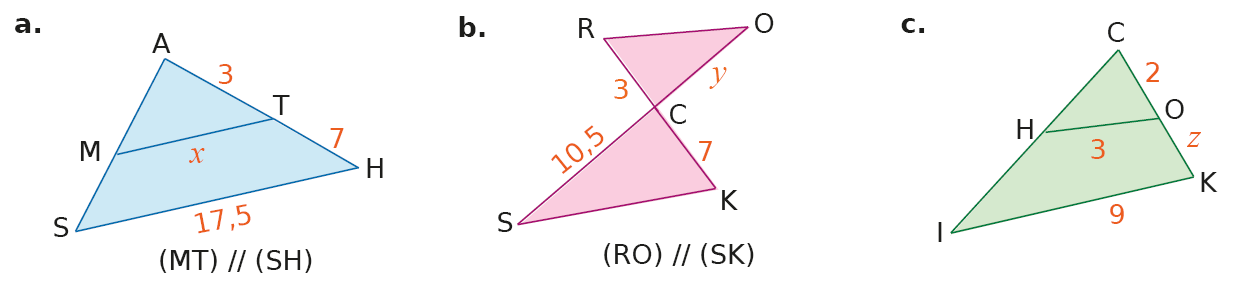 a.
A
3
T
M
x
7
H
S
17,5
(MT) // (SH)
b.
R
O
3
y
C
10,5
7
S
K
(RO) // (SK)
c.
C
2
H
O
3
z
K
I
9